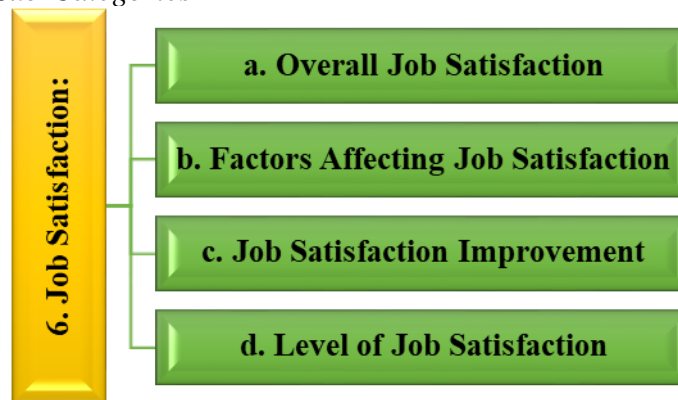 6. Job Satisfaction:
a. Overall Job Satisfaction
b. Factors Affecting Job Satisfaction
c. Job Satisfaction Improvement
d. Level of Job Satisfaction